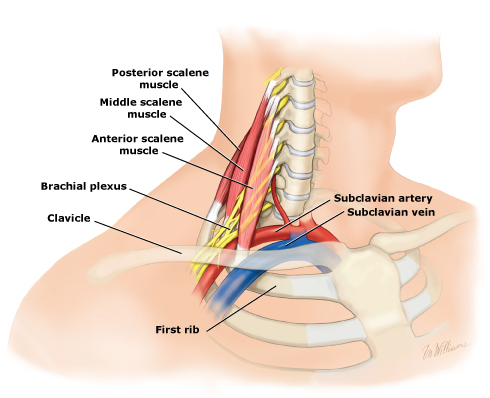 Posterior scalene
muscle
Middle scalene
muscle
Anterior scalene
muscle
Brachial plexus
Clavicle
Subclavian artery
Subclavian vein
First rib